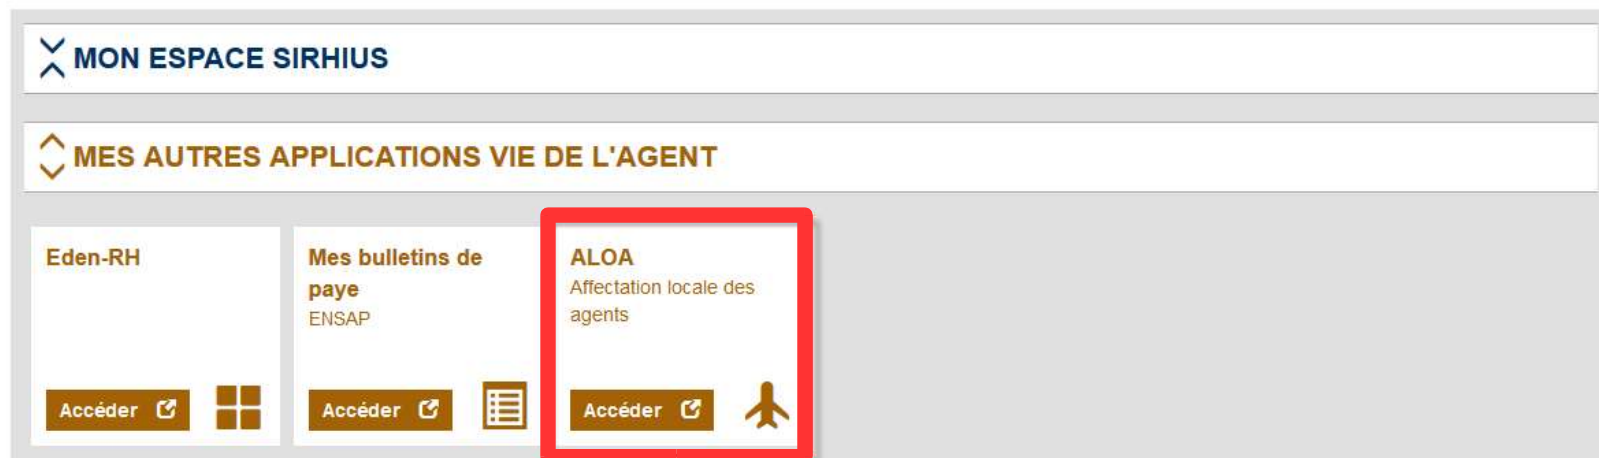 MON ESPACE SIRHIUS
MES AUTRES APPLICATIONS VIE DE L'AGENT
Eden-RH
Accéder
Mes bulletins de
paye
ENSAP
Accéder
ALOA
Affectation locale des
agents
Accéder